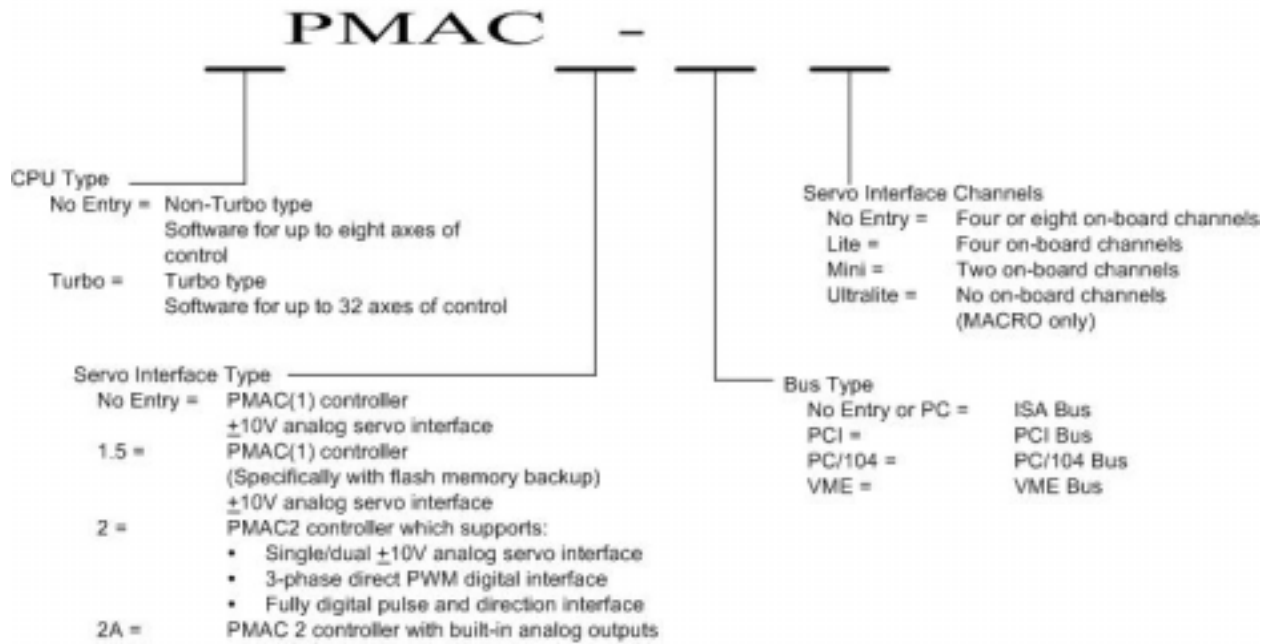 PMAC -
CPU Type
No Entry = Non-Turbo type
Software for up to eight axes of
control
Turbo = Turbo type
Software for up to 32 axes of control
Servo Interface Channels
No Entry = Four or eight on-board channels
Lite = Four on-board channels
Mini = Two on-board channels
Ultralite = No on-board channels
(MACRO only)
Servo Interface Type
No Entry = PMAC(1) controller
±10V analog servo interface
1.5 = PMAC(1) controller
(Specifically with flash memory backup)
±10V analog servo interface
2 = PMAC2 controller which supports:
• Single/dual ±10V analog servo interface
• 3-phase direct PWM digital interface
• Fully digital pulse and direction interface
2A = PMAC 2 controller with built-in analog outputs
Bus Type
No Entry or PC = ISA Bus
PCI = PCI Bus
PC/104 = PC/104 Bus
VME = VME Bus